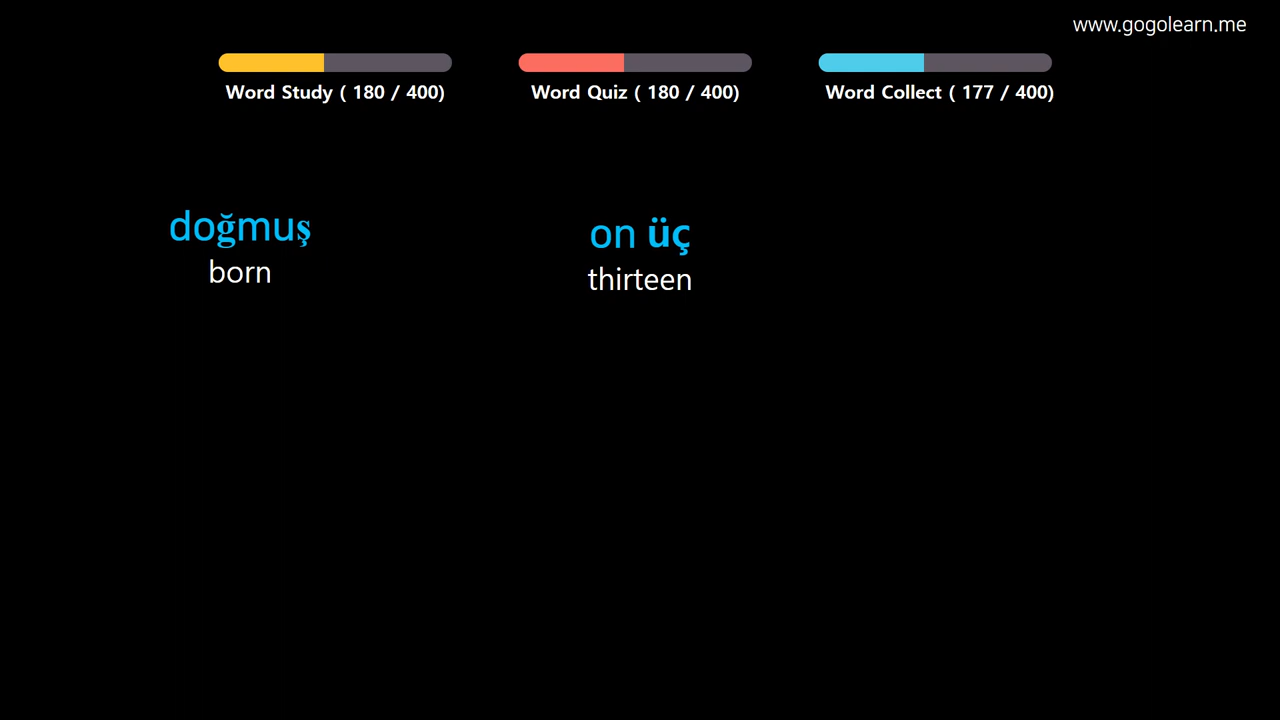 www.gogolearn.me
Word Study ( 180 / 400)
Word Quiz ( 180 / 400)
Word Collect ( 177 / 400)
doğmuş
born
on üç
thirteen